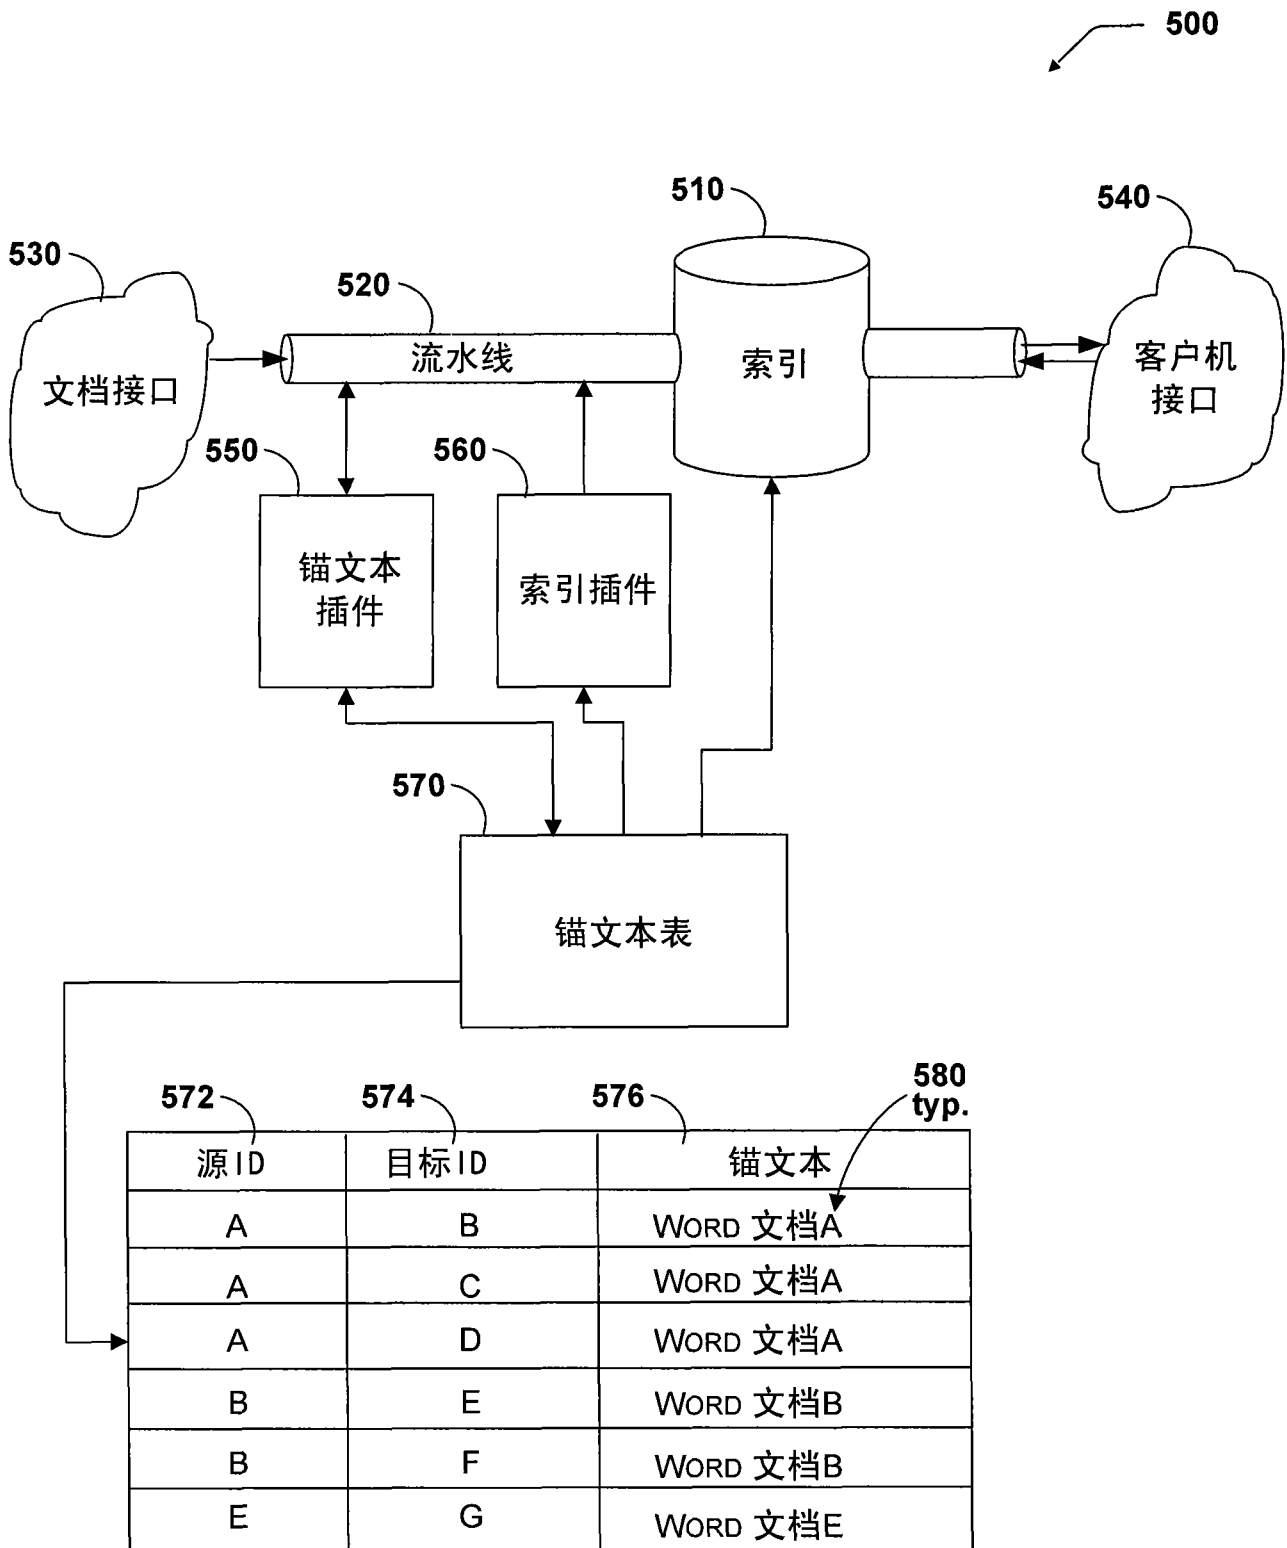 500
510
540
530
520
流水线
索引
客户机
接口
文档接口
550
560
锚文本
插件
索引插件
570
锚文本表
572
574
576
580
typ.
源ID
目标ID
锚文本
A
B
WORD 文档A
A
C
WORD 文档A
A
D
WORD 文档A
B
E
WORD 文档B
B
F
WORD 文档B
E
G
WORD 文档E